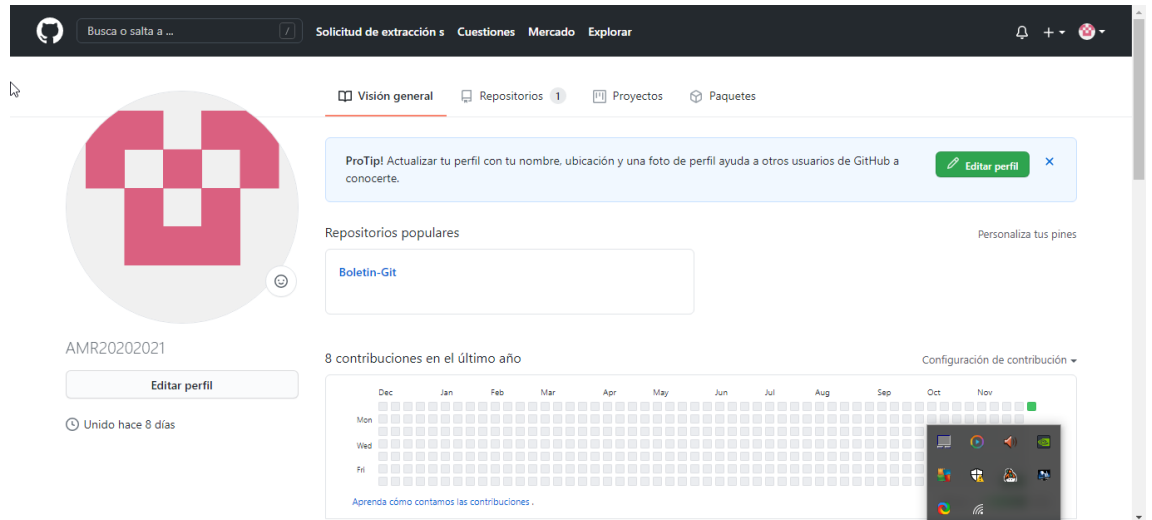 Busca o salta a ... /
Solicitud de extracción s Cuestiones Mercado Explorar
Visión general Repositorios 1 Proyectos Paquetes
ProTip! Actualizar tu perfil con tu nombre, ubicación y una foto de perfil ayuda a otros usuarios de GitHub a
conocerte.
Editar perfil
Repositorios populares
Personaliza tus pines
Boletin-Git
AMR20202021
Editar perfil
Unido hace 8 días
8 contribuciones en el último año
Configuración de contribución
Dec Jan Feb Mar Apr May Jun Jul Aug Sep Oct Nov
Mon
Wed
Fri
Aprenda cómo contamos las contribuciones .